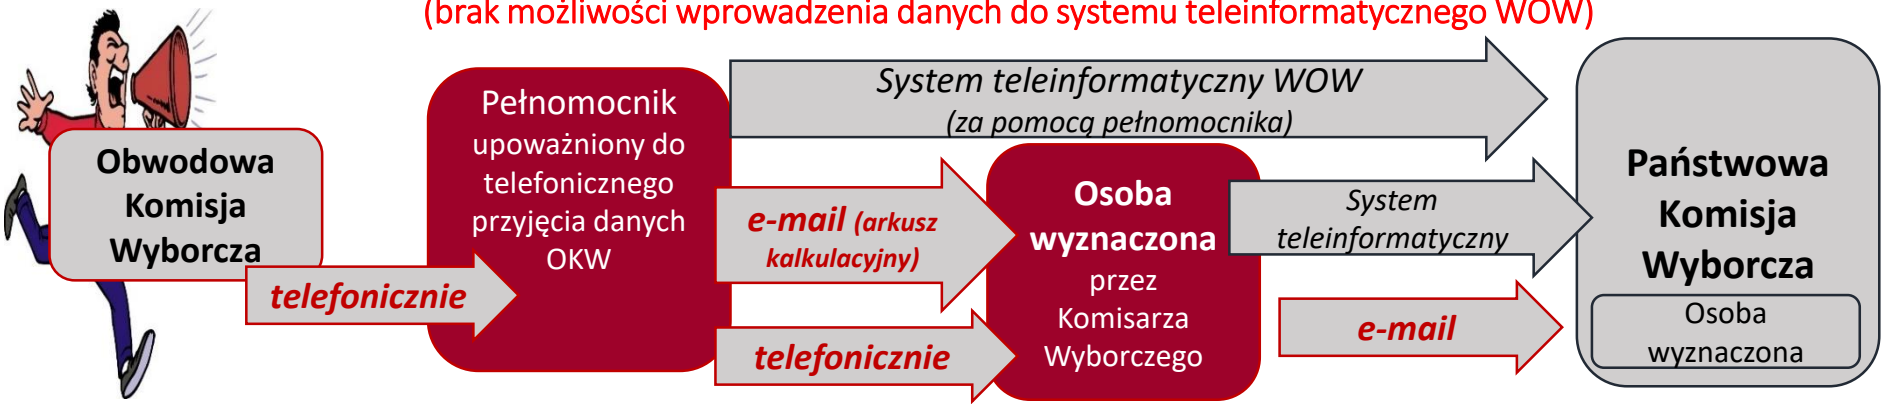 (brak możliwości wprowadzenia danych do systemu teleinformatycznego WOW)
Obwodowa
Komisja
Wyborcza
telefonicznie
Pełnomocnik
upoważniony do
telefonicznego
przyjęcia danych
OKW
System teleinformatyczny WOW
(za pomocą pełnomocnika)
e-mail (arkusz
kalkulacyjny)
telefonicznie
Osoba
wyznaczona
przez
Komisarza
Wyborczego
System
teleinformatyczny
e-mail
Państwowa
Komisja
Wyborcza
Osoba
wyznaczona